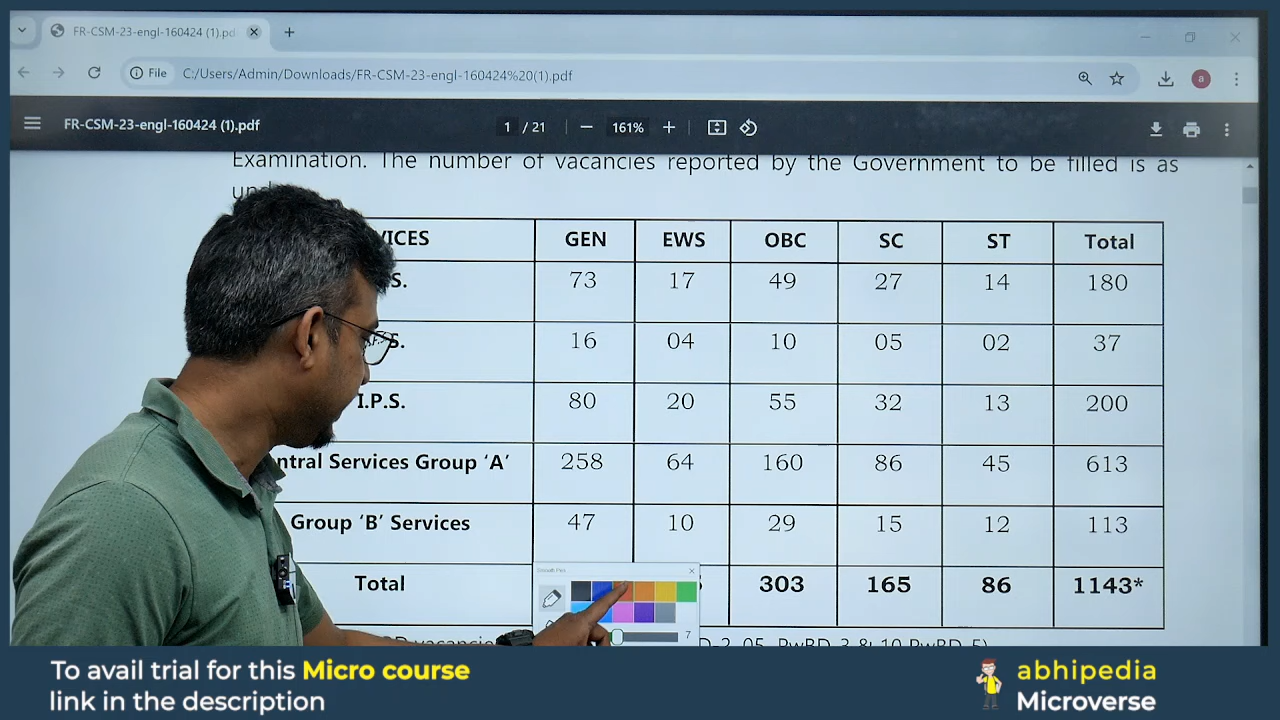 FR-CSM-23-engl-160424 (1).pd
File C:/Users/Admin/Downloads/FR-CSM-23-engl-160424%20(1).pdf a
FR-CSM-23-engl-160424 (1).pdf 1 / 21 161%
Examination. The number of vacancies reported by the Government to be filled is as
GEN EWS OBC SC ST Total
73 17 49 27 14 180
16 04 10 05 02 37
I.P.S. 80 20 55 32 13 200
Services Group ‘A’ 258 64 160 86 45 613
Group ‘B’ Services 47 10 29 15 12 113
Total 303 165 86 1143*
7
To avail trial for this Micro course
link in the description
abhipedia
Microverse